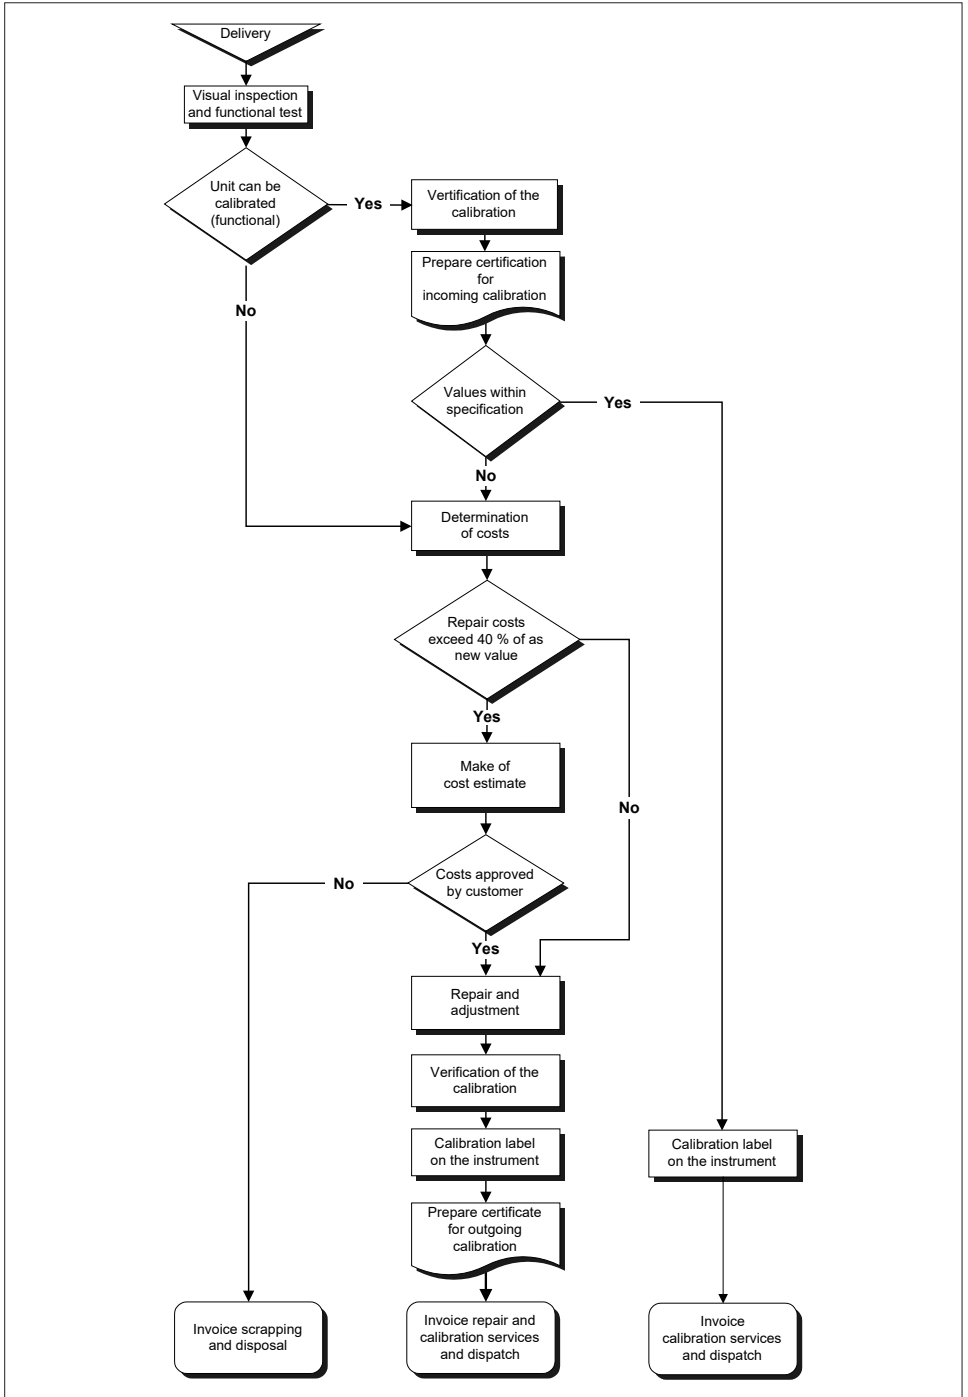 Delivery
Visual inspection
and functional test
Unit can be
calibrated
(functional)
Yes
Vertification of the
calibration
Prepare certification
for
incoming calibration
No
Values within
specification
Yes
No
Determination
of costs
Repair costs
exceed 40 % of as
new value
Yes
Make of
cost estimate
No
Costs approved
by customer
No
Yes
Repair and
adjustment
Verification of the
calibration
Calibration label
on the instrument
Calibration label
on the instrument
Prepare certificate
for outgoing
calibration
Invoice scrapping
and disposal
Invoice repair and
calibration services
and dispatch
Invoice
calibration services
and dispatch